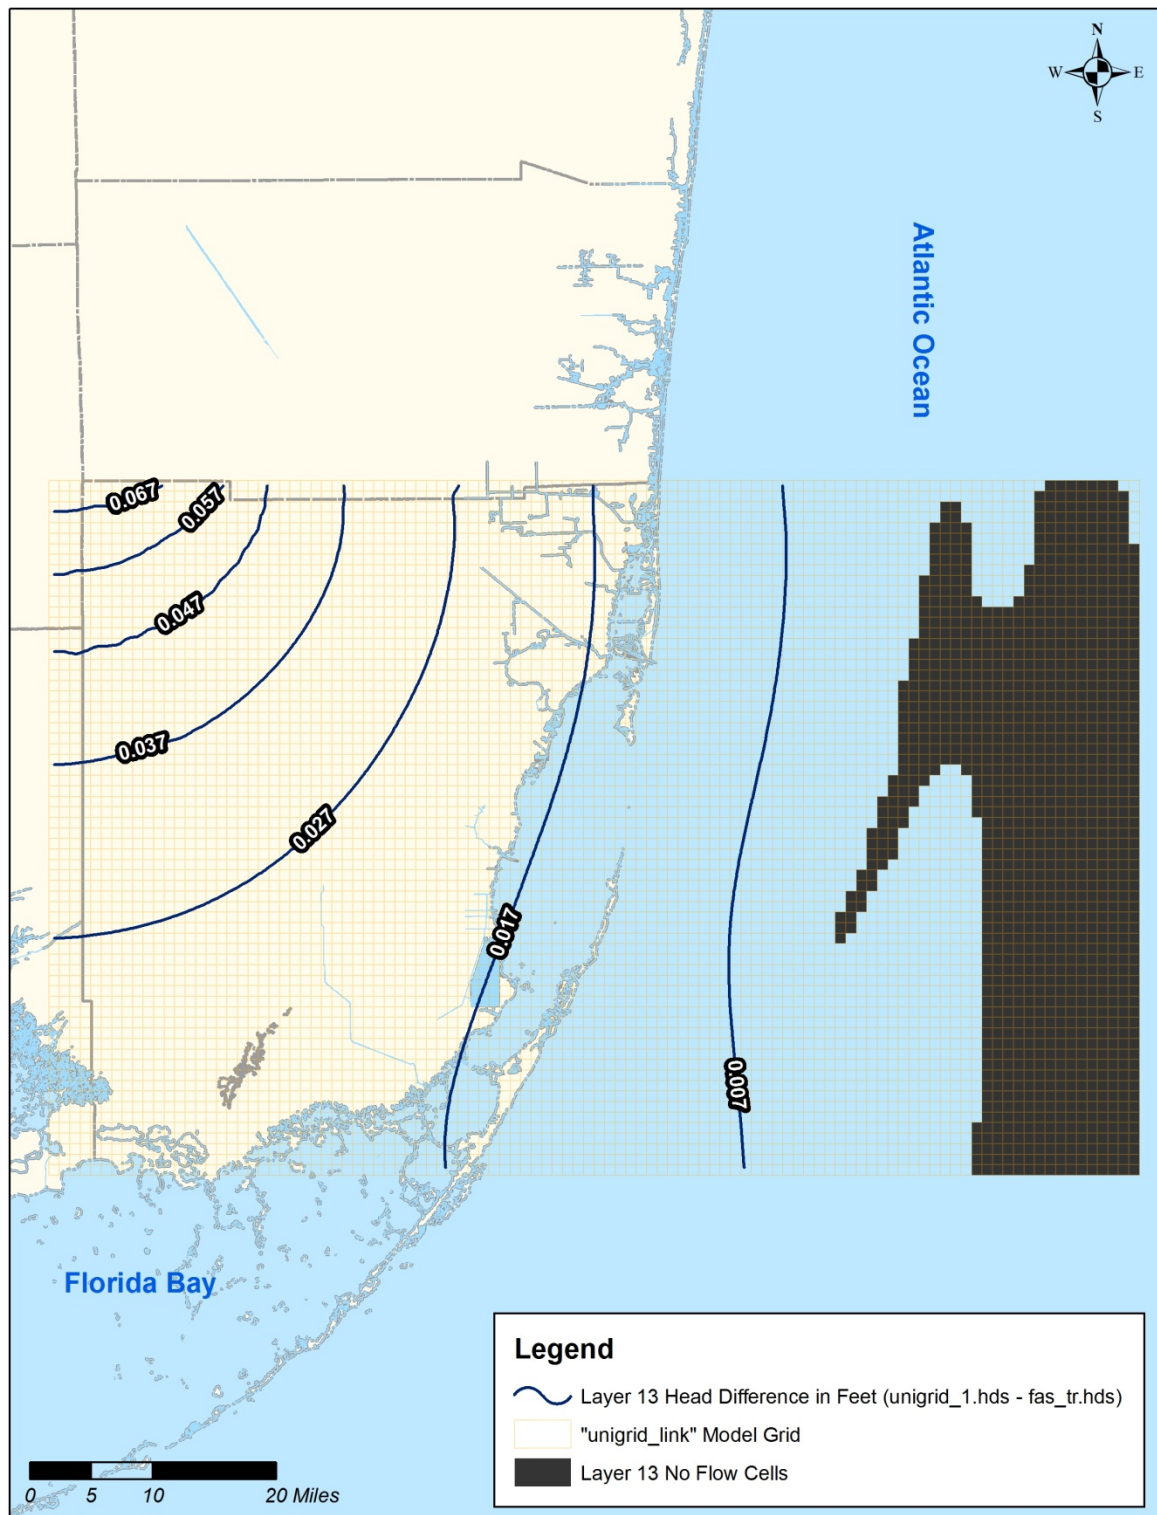 N
W E
S
Atlantic Ocean
0.067
0.057
0.047
0.037
0.027
0.017
0.007
Florida Bay
Legend
Layer 13 Head Difference in Feet (unigrid_1.hds - fas_tr.hds)
"unigrid_link" Model Grid
Layer 13 No Flow Cells
0 5 10 20 Miles